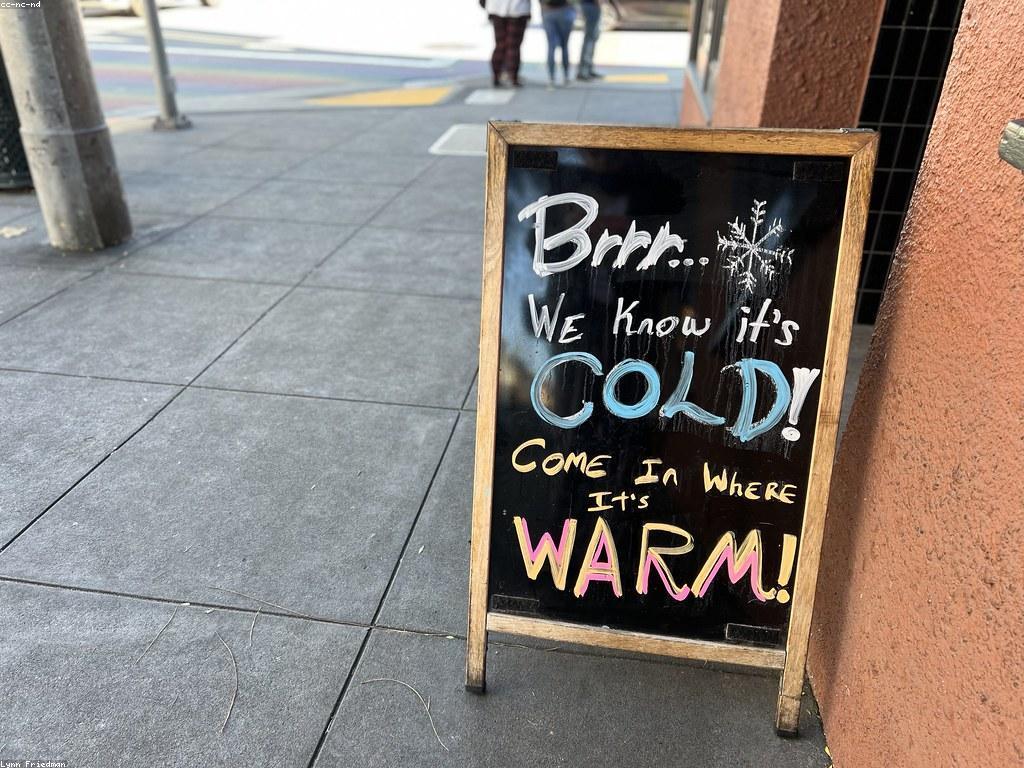 cc-nc-nd
Brrr...
WE Know it's
COLD!
COME In WHERE
It's
WARM!
Lynn Friedman